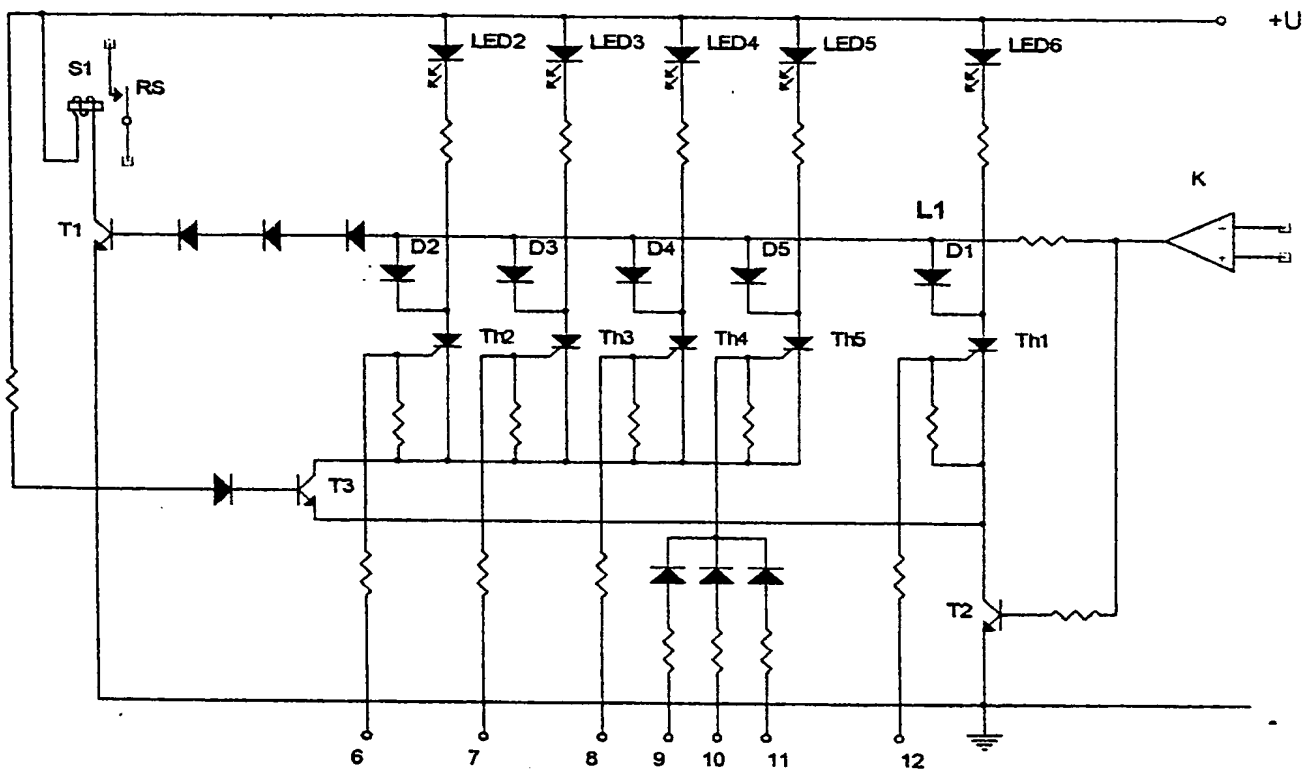 +U
LED2 LED3 LED4 LED5 LED6
S1
RS
K
T1
L1
D2 D3 D4 D5 D1
- +
Th2 Th3 Th4 Th5 Th1
T3
T2
6 7 8 9 10 11 12
-